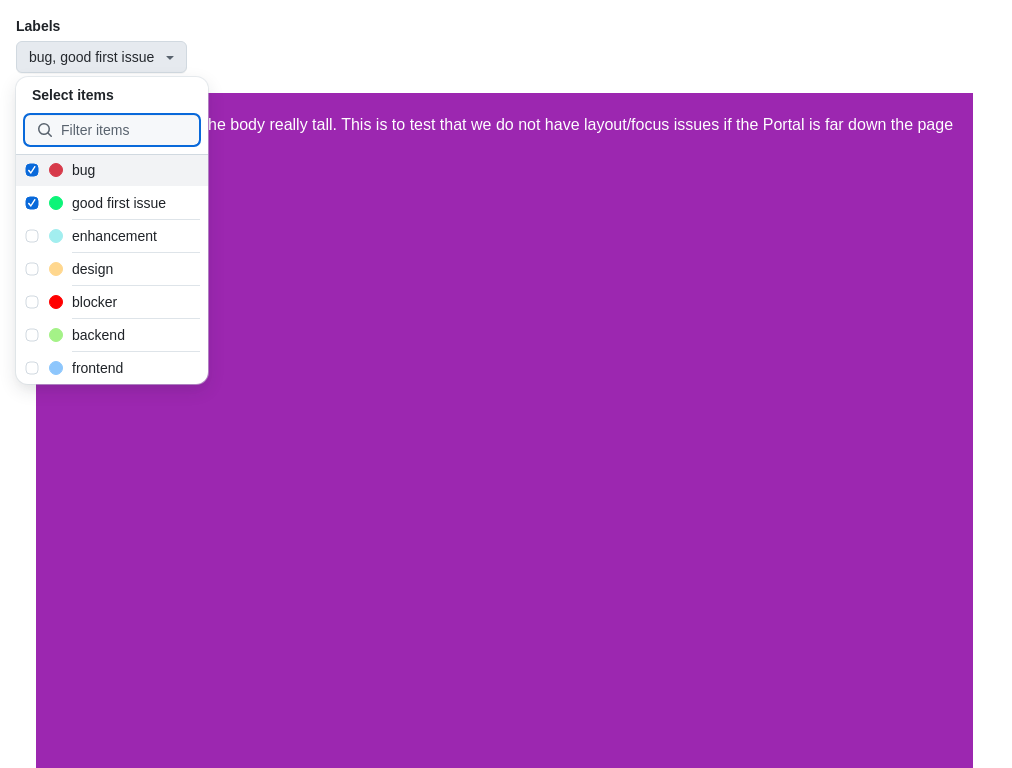 Labels
bug, good first issue
Select items
Filter items
he body really tall. This is to test that we do not have layout/focus issues if the Portal is far down the page
bug
good first issue
enhancement
design
blocker
backend
frontend